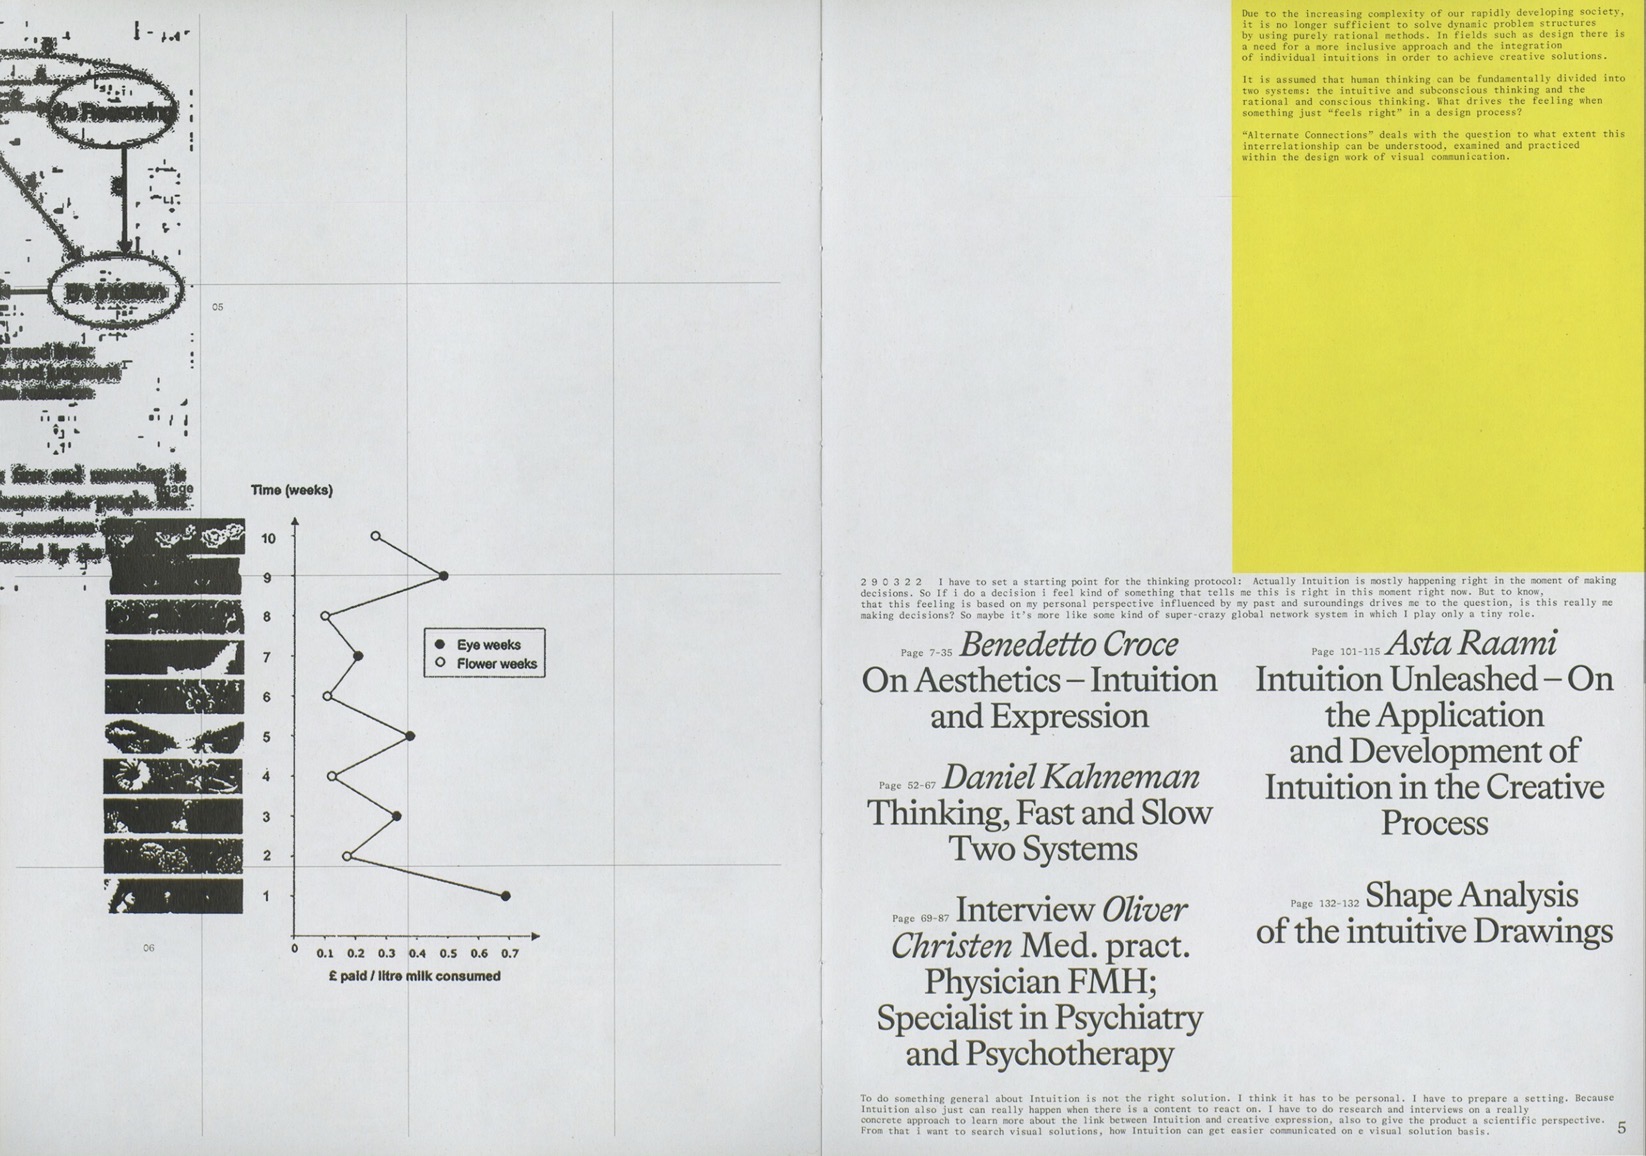 05
y used links
Image
Time (weeks)
10
9
8
7
6
5
4
3
2
1
Eye weeks
Flower weeks
0 0.1 0.2 0.3 0.4 0.5 0.6 0.7
£ paid / litre milk consumed
06
Due to the increasing complexity of our rapidly developing society,
it is no longer sufficient to solve dynamic problem structures
by using purely rational methods. In fields such as design there is
a need for a more inclusive approach and the integration
of individual intuitions in order to achieve creative solutions.
It is assumed that human thinking can be fundamentally divided into
two systems: the intuitive and subconscious thinking and the
rational and conscious thinking. What drives the feeling when
something just “feels right” in a design process?
“Alternate Connections” deals with the question to what extent this
interrelationship can be understood, examined and practiced
within the design work of visual communication.
2 9 0 3 2 2 I have to set a starting point for the thinking protocol: Actually Intuition is mostly happening right in the moment of making
decisions. So If i do a decision i feel kind of something that tells me this is right in this moment right now. But to know,
that this feeling is based on my personal perspective influenced by my past and suroundings drives me to the question, is this really me
making decisions? So maybe it’s more like some kind of super-crazy global network system in which I play only a tiny role.
Page 7-35 Benedetto Croce
On Aesthetics – Intuition
and Expression
Page 52-67 Daniel Kahneman
Thinking, Fast and Slow
Two Systems
Page 69-87 Interview Oliver
Christen Med. pract.
Physician FMH;
Specialist in Psychiatry
and Psychotherapy
Page 101-115 Asta Raami
Intuition Unleashed – On
the Application
and Development of
Intuition in the Creative
Process
Page 132-132 Shape Analysis
of the intuitive Drawings
To do something general about Intuition is not the right solution. I think it has to be personal. I have to prepare a setting. Because
Intuition also just can really happen when there is a content to react on. I have to do research and interviews on a really
concrete approach to learn more about the link between Intuition and creative expression, also to give the product a scientific perspective.
From that i want to search visual solutions, how Intuition can get easier communicated on e visual solution basis.
5